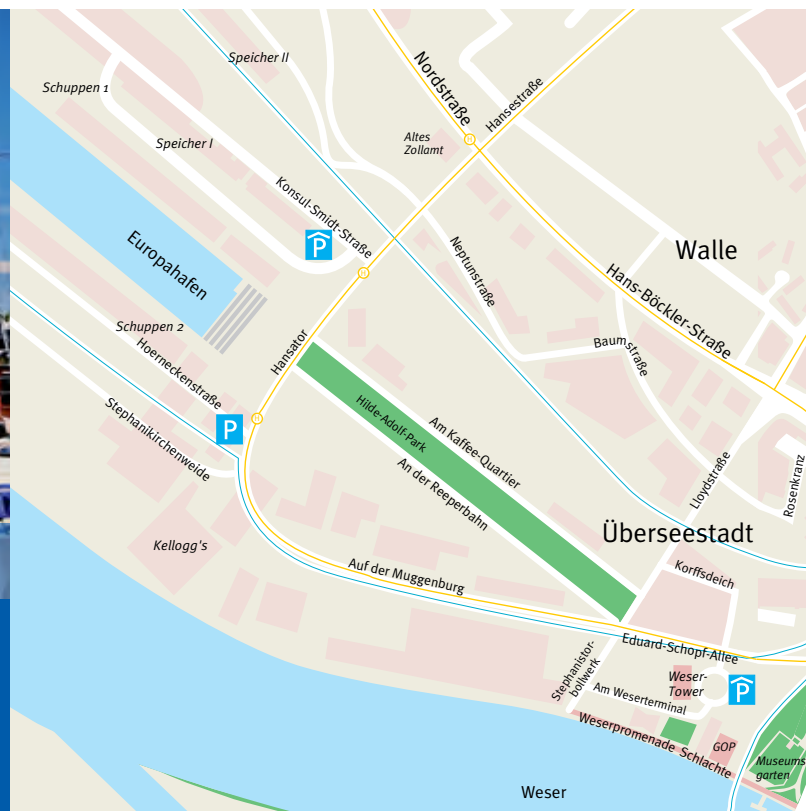 Speicher II
Schuppen 1
Nordstraße
Hansestraße
Speicher I
Altes
Zollamt
Konsul-Smidt-Straße
P
Europahafen
Neptunstraße
Walle
Hans-Böckler-Straße
Schuppen 2
Hoerneckenstraße
Hansator
Baumstraße
Stephanikirchenweide
P
Hilde-Adolf-Park
Am Kaffee-Quartier
An der Reeperbahn
Lloydstraße
Rosenkranz
Kellogg's
Überseestadt
Auf der Muggenburg
Korffsdeich
Eduard-Schopf-Allee
Stephanitor-
bollwerk
Weser-
Tower
P
Am Weserterminal
Weserpromenade Schlachte
GOP
Museums
garten
Weser